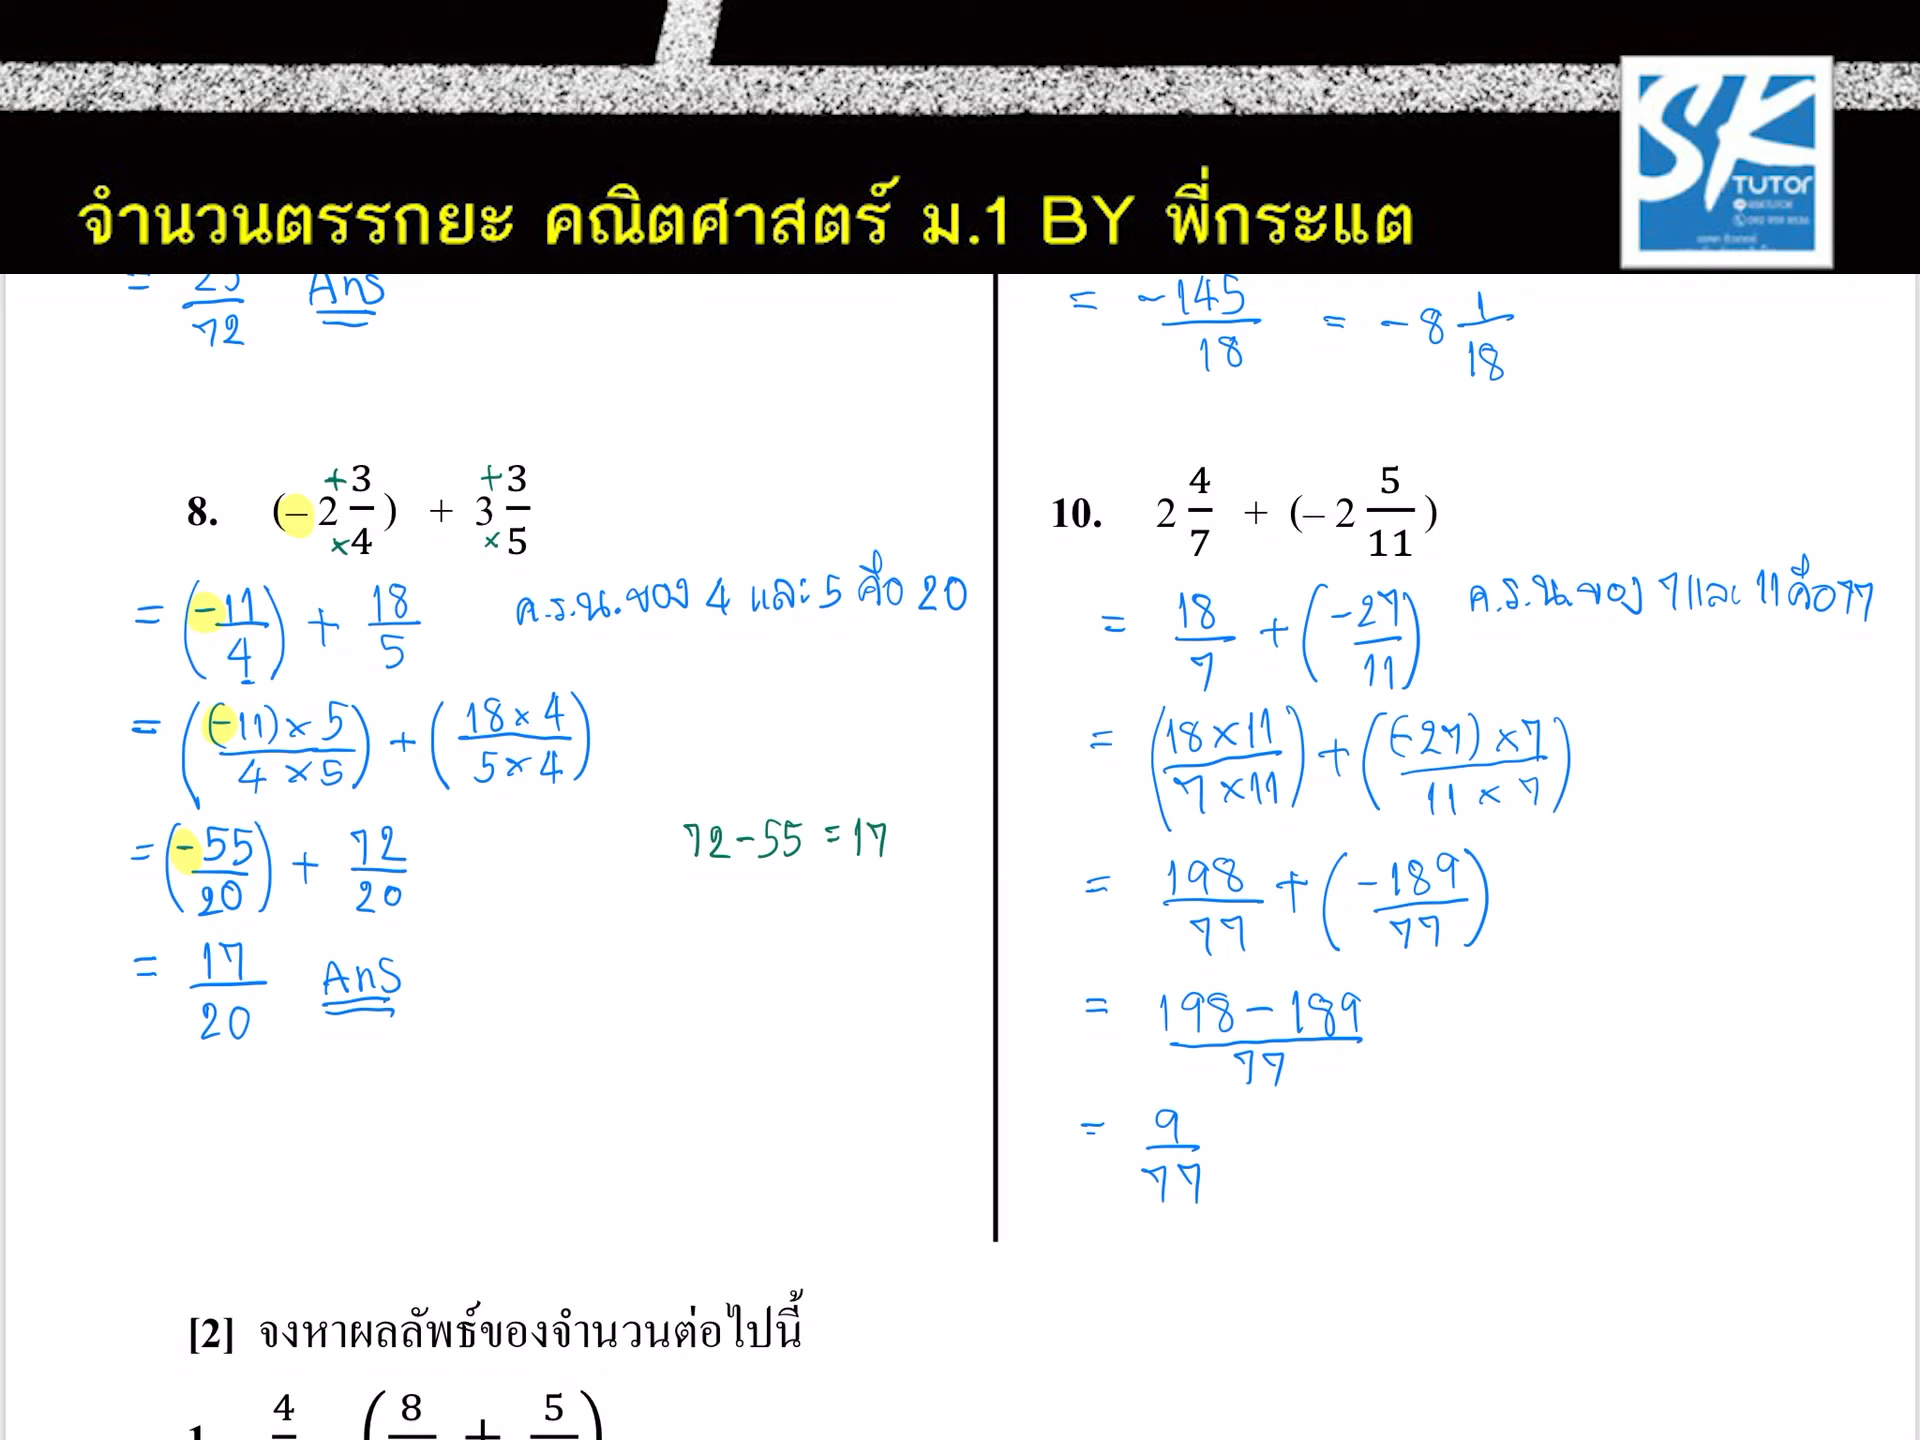 SK
TUTOR
จำนวนตรรกยะ คณิตศาสตร์ ม.1 BY พี่กระแต
= 25/72 Ans
8. (– 2 + 3/× 4) + 3 + 3/× 5
= (-11/4) + 18/5 ค.ร.น.ของ 4 และ 5 คือ 20
= ((-11) × 5/4 × 5) + (18 × 4/5 × 4)
= (-55/20) + 72/20 72 - 55 = 17
= 17/20 Ans
= -145/18 = -8 1/18
10. 2 4/7 + (– 2 5/11)
= 18/7 + (-27/11) ค.ร.น.ของ 7 และ 11 คือ 77
= (18 × 11/7 × 11) + ((-27) × 7/11 × 7)
= 198/77 + (-189/77)
= 198 - 189/77
= 9/77
[2] จงหาผลลัพธ์ของจำนวนต่อไปนี้
1. 4 (8 + 5)